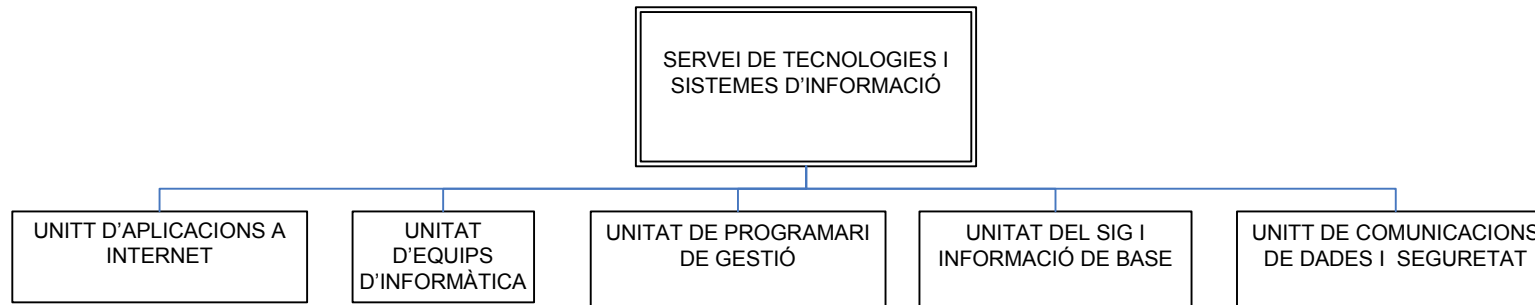 SERVEI DE TECNOLOGIES I
SISTEMES D'INFORMACIÓ
UNITT D'APLICACIONS A
INTERNET
UNITAT
D'EQUIPS
D'INFORMÀTICA
UNITAT DE PROGRAMARI
DE GESTIÓ
UNITAT DEL SIG I
INFORMACIÓ DE BASE
UNITT DE COMUNICACIONS
DE DADES I SEGURETAT